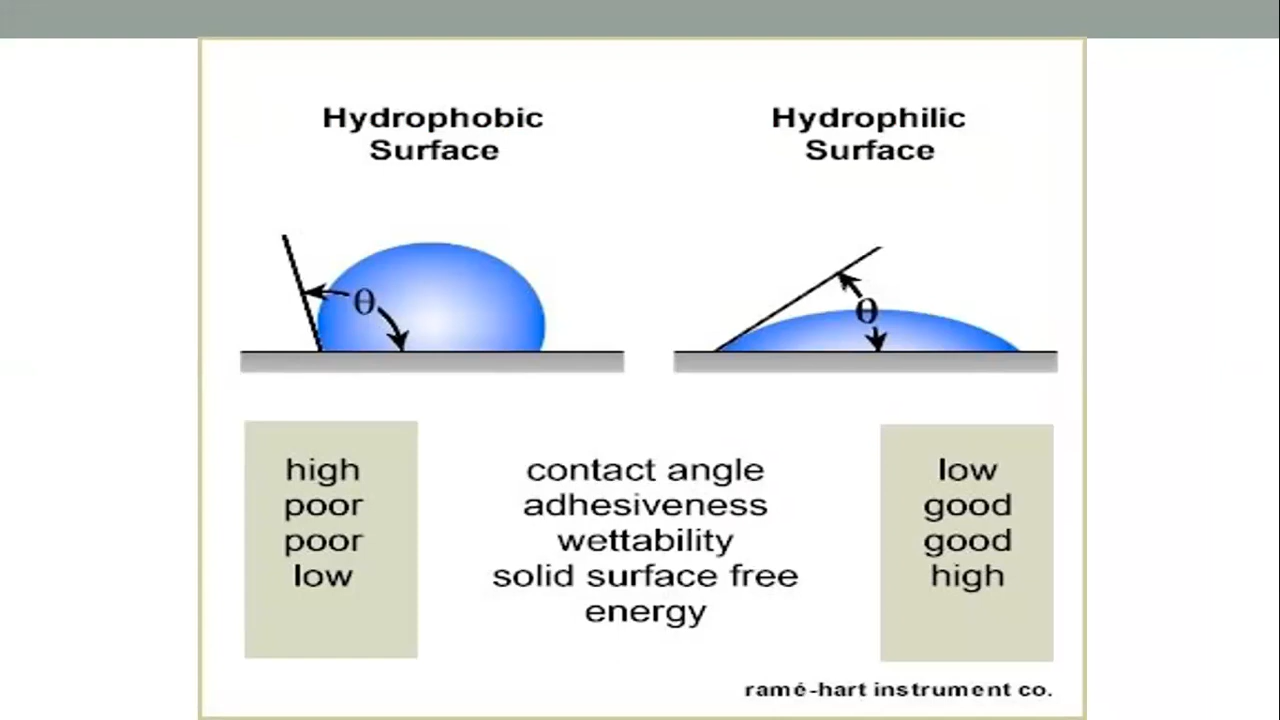 Hydrophobic
Surface
Hydrophilic
Surface
θ
θ
high
poor
poor
low
contact angle
adhesiveness
wettability
solid surface free
energy
low
good
good
high
ramé-hart instrument co.